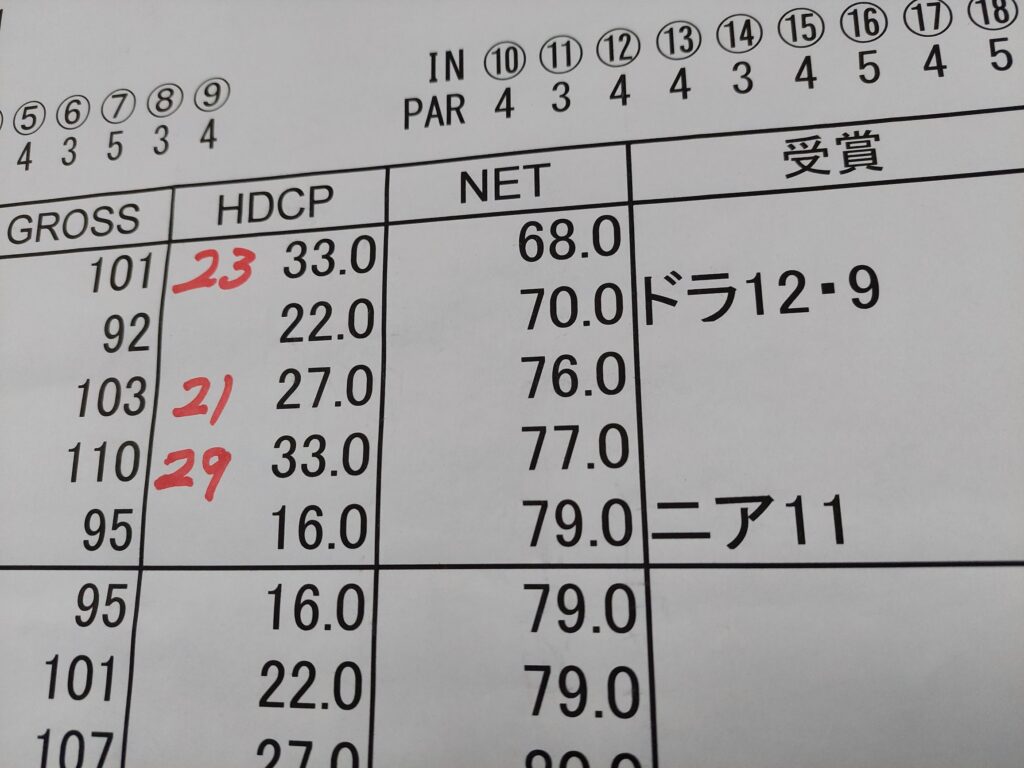 IN ⑩ ⑪ ⑫ ⑬ ⑭ ⑮ ⑯ ⑰ ⑱
PAR 4 3 4 4 3 4 5 4 5
⑤ ⑥ ⑦ ⑧ ⑨
4 3 5 3 4
GROSS HDCP NET 受賞
101 23 33.0 68.0
92 22.0 70.0 ドラ12・9
103 21 27.0 76.0
110 29 33.0 77.0
95 16.0 79.0 ニア11
95 16.0 79.0
101 22.0 79.0
107 27.0 80.0